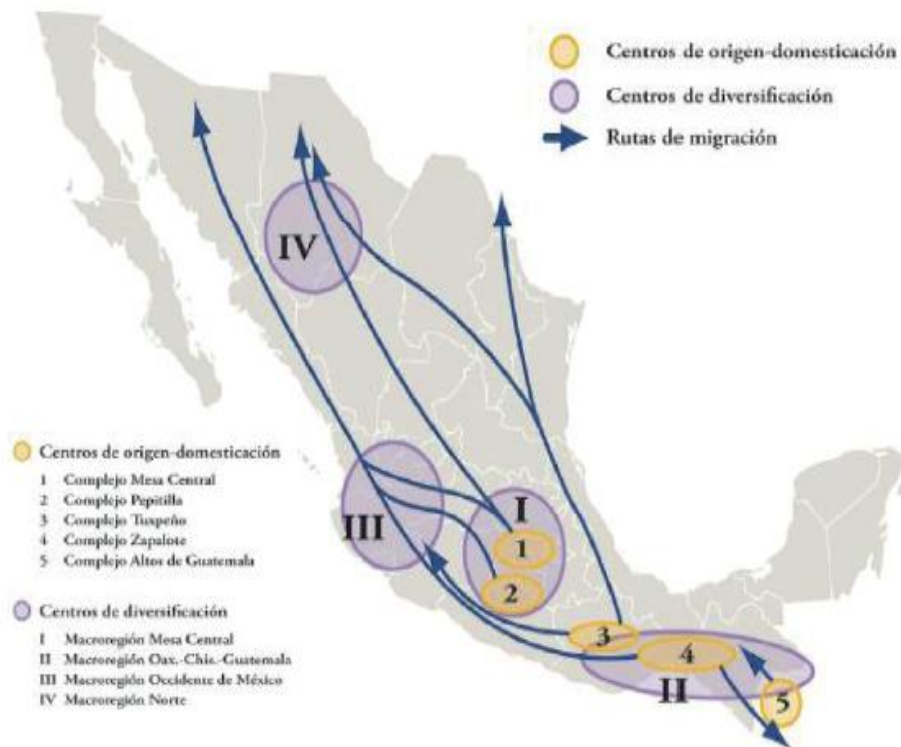 Centros de origen-domesticación
Centros de diversificación
Rutas de migración
IV
III
I
1
2
3
4
II
5
Centros de origen-domesticación
1 Complejo Mesa Central
2 Complejo Pepitilla
3 Complejo Tuxpeño
4 Complejo Zapalote
5 Complejo Altos de Guatemala
Centros de diversificación
I Macroregión Mesa Central
II Macroregión Oax.-Chis.-Guatemala
III Macroregión Occidente de México
IV Macroregión Norte